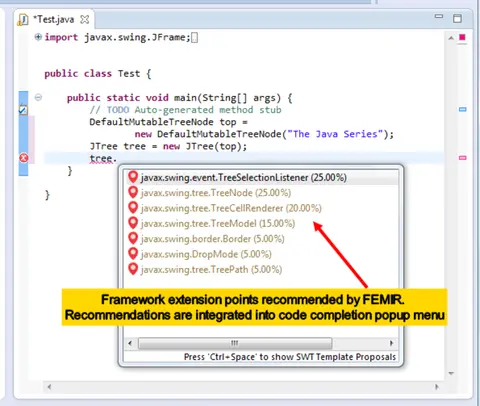 *Test.java
import javax.swing.JFrame;
public class Test {
public static void main(String[] args) {
// TODO Auto-generated method stub
DefaultMutableTreeNode top =
new DefaultMutableTreeNode("The Java Series");
JTree tree = new JTree(top);
tree.
javax.swing.event.TreeSelectionListener (25.00%)
javax.swing.tree.TreeNode (25.00%)
javax.swing.tree.TreeCellRenderer (20.00%)
javax.swing.tree.TreeModel (15.00%)
javax.swing.border.Border (5.00%)
javax.swing.DropMode (5.00%)
javax.swing.tree.TreePath (5.00%)
}
}
Framework extension points recommended by FEMIR.
Recommendations are integrated into code completion popup menu
Press 'Ctrl+Space' to show SWT Template Proposals